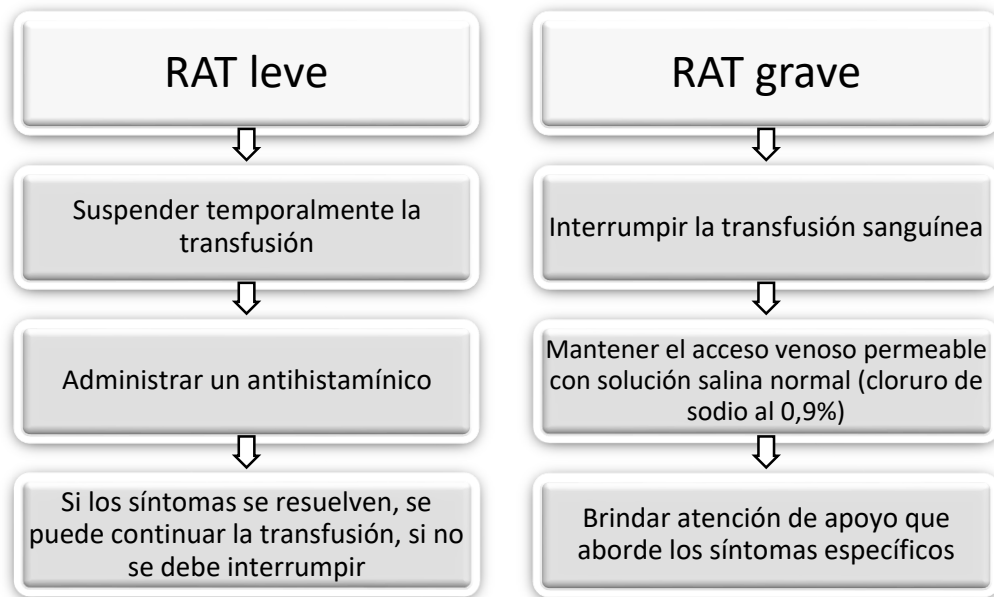 RAT leve
Suspender temporalmente la
transfusión
Administrar un antihistamínico
Si los síntomas se resuelven, se
puede continuar la transfusión, si no
se debe interrumpir
RAT grave
Interrumpir la transfusión sanguínea
Mantener el acceso venoso permeable
con solución salina normal (cloruro de
sodio al 0,9%)
Brindar atención de apoyo que
aborde los síntomas específicos